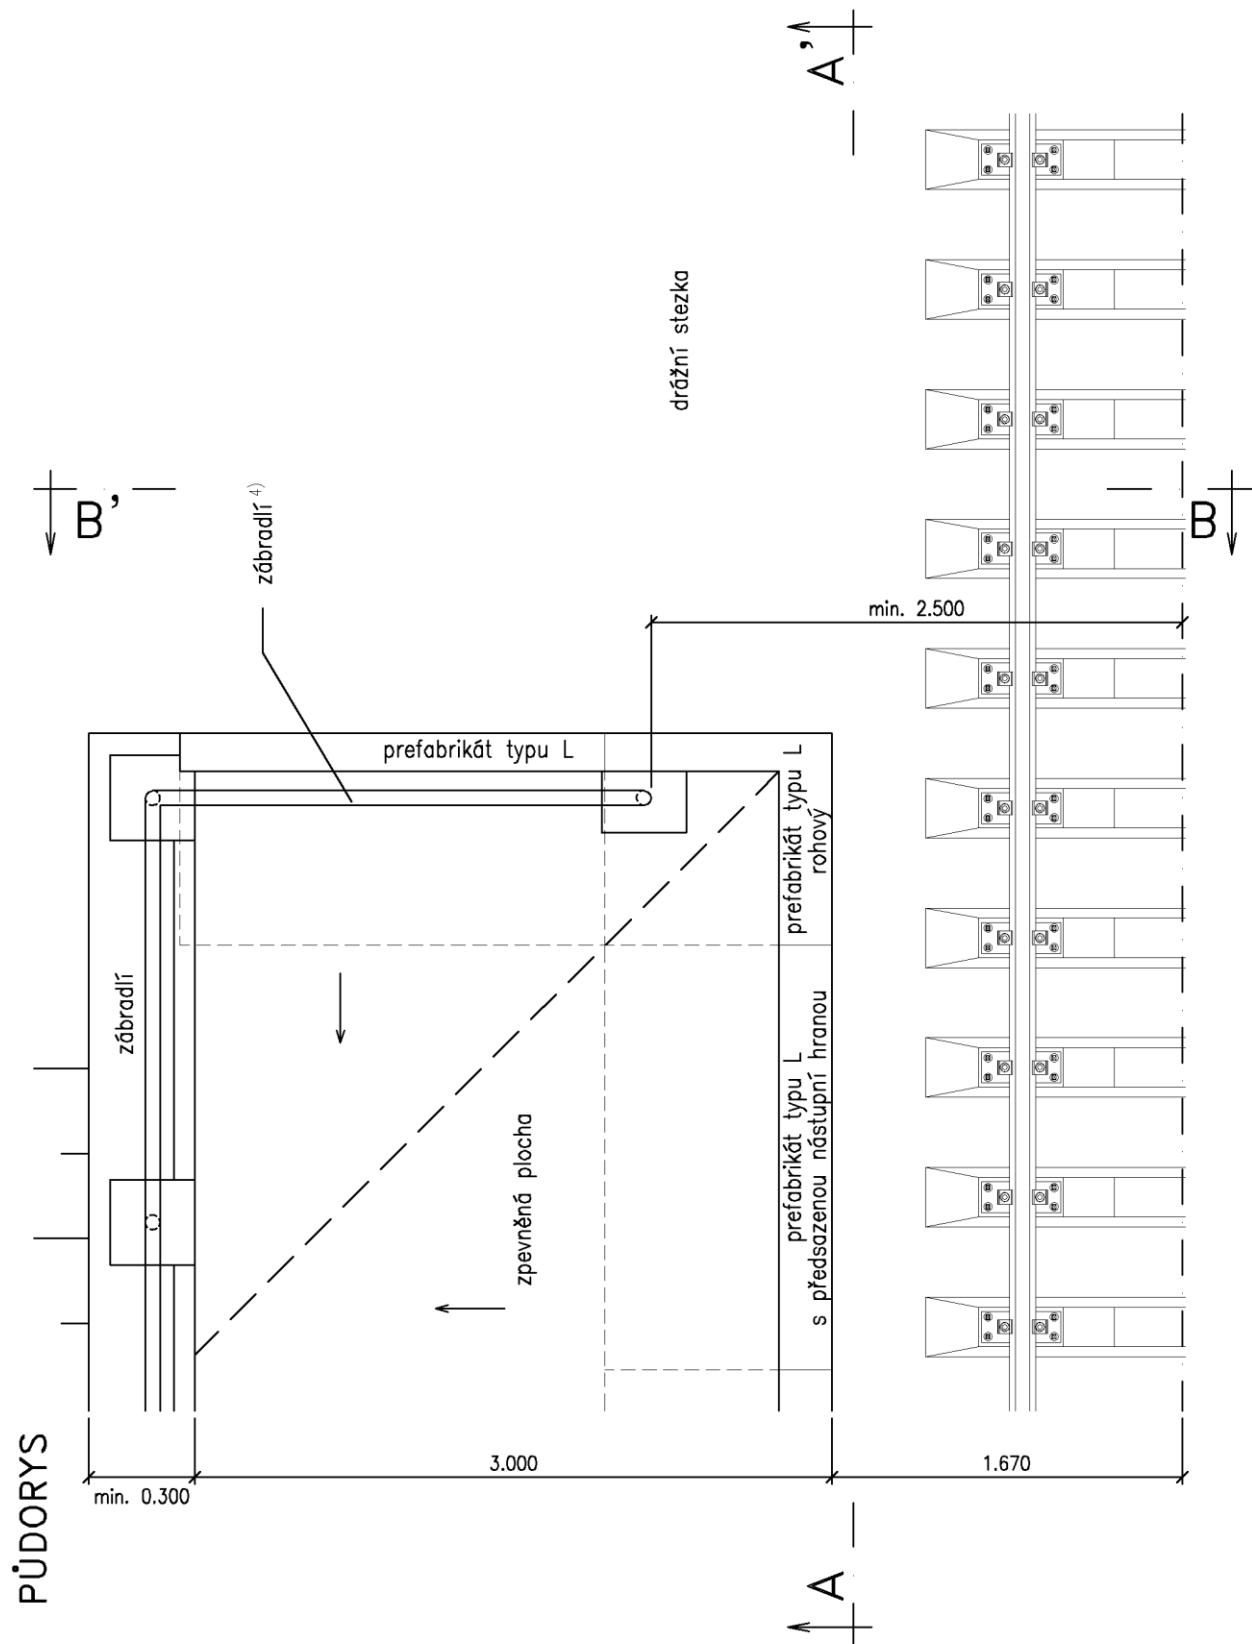 PŮDORYS
A'
B'
B
A
drážní stezka
zábradlí 4)
min. 2.500
prefabrikát typu L
prefabrikát typu L
rohový
zábradlí
zpevněná plocha
prefabrikát typu L
s předsazenou nástupní hranou
min. 0.300
3.000
1.670